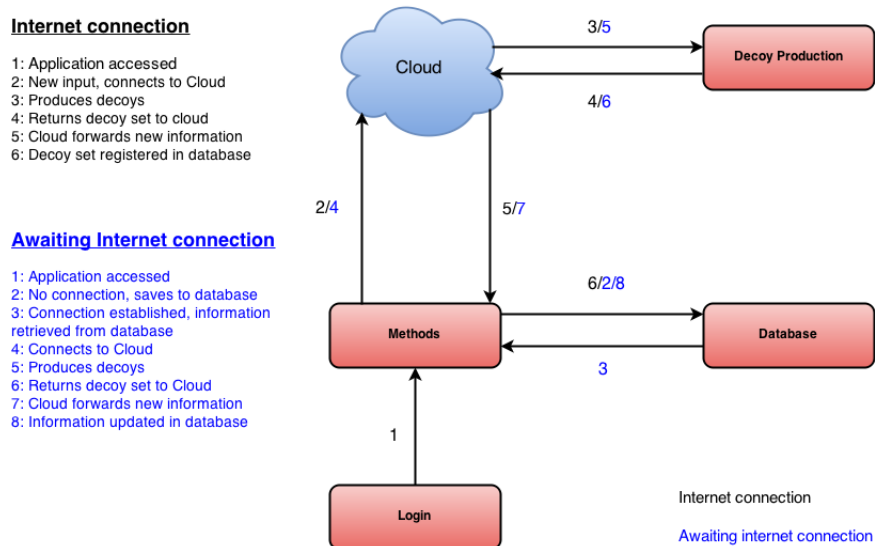 Internet connection
1: Application accessed
2: New input, connects to Cloud
3: Produces decoys
4: Returns decoy set to cloud
5: Cloud forwards new information
6: Decoy set registered in database
Awaiting Internet connection
1: Application accessed
2: No connection, saves to database
3: Connection established, information
retrieved from database
4: Connects to Cloud
5: Produces decoys
6: Returns decoy set to Cloud
7: Cloud forwards new information
8: Information updated in database
Cloud
3/5
Decoy Production
4/6
2/4
5/7
6/2/8
Methods
Database
3
1
Login
Internet connection
Awaiting internet connection